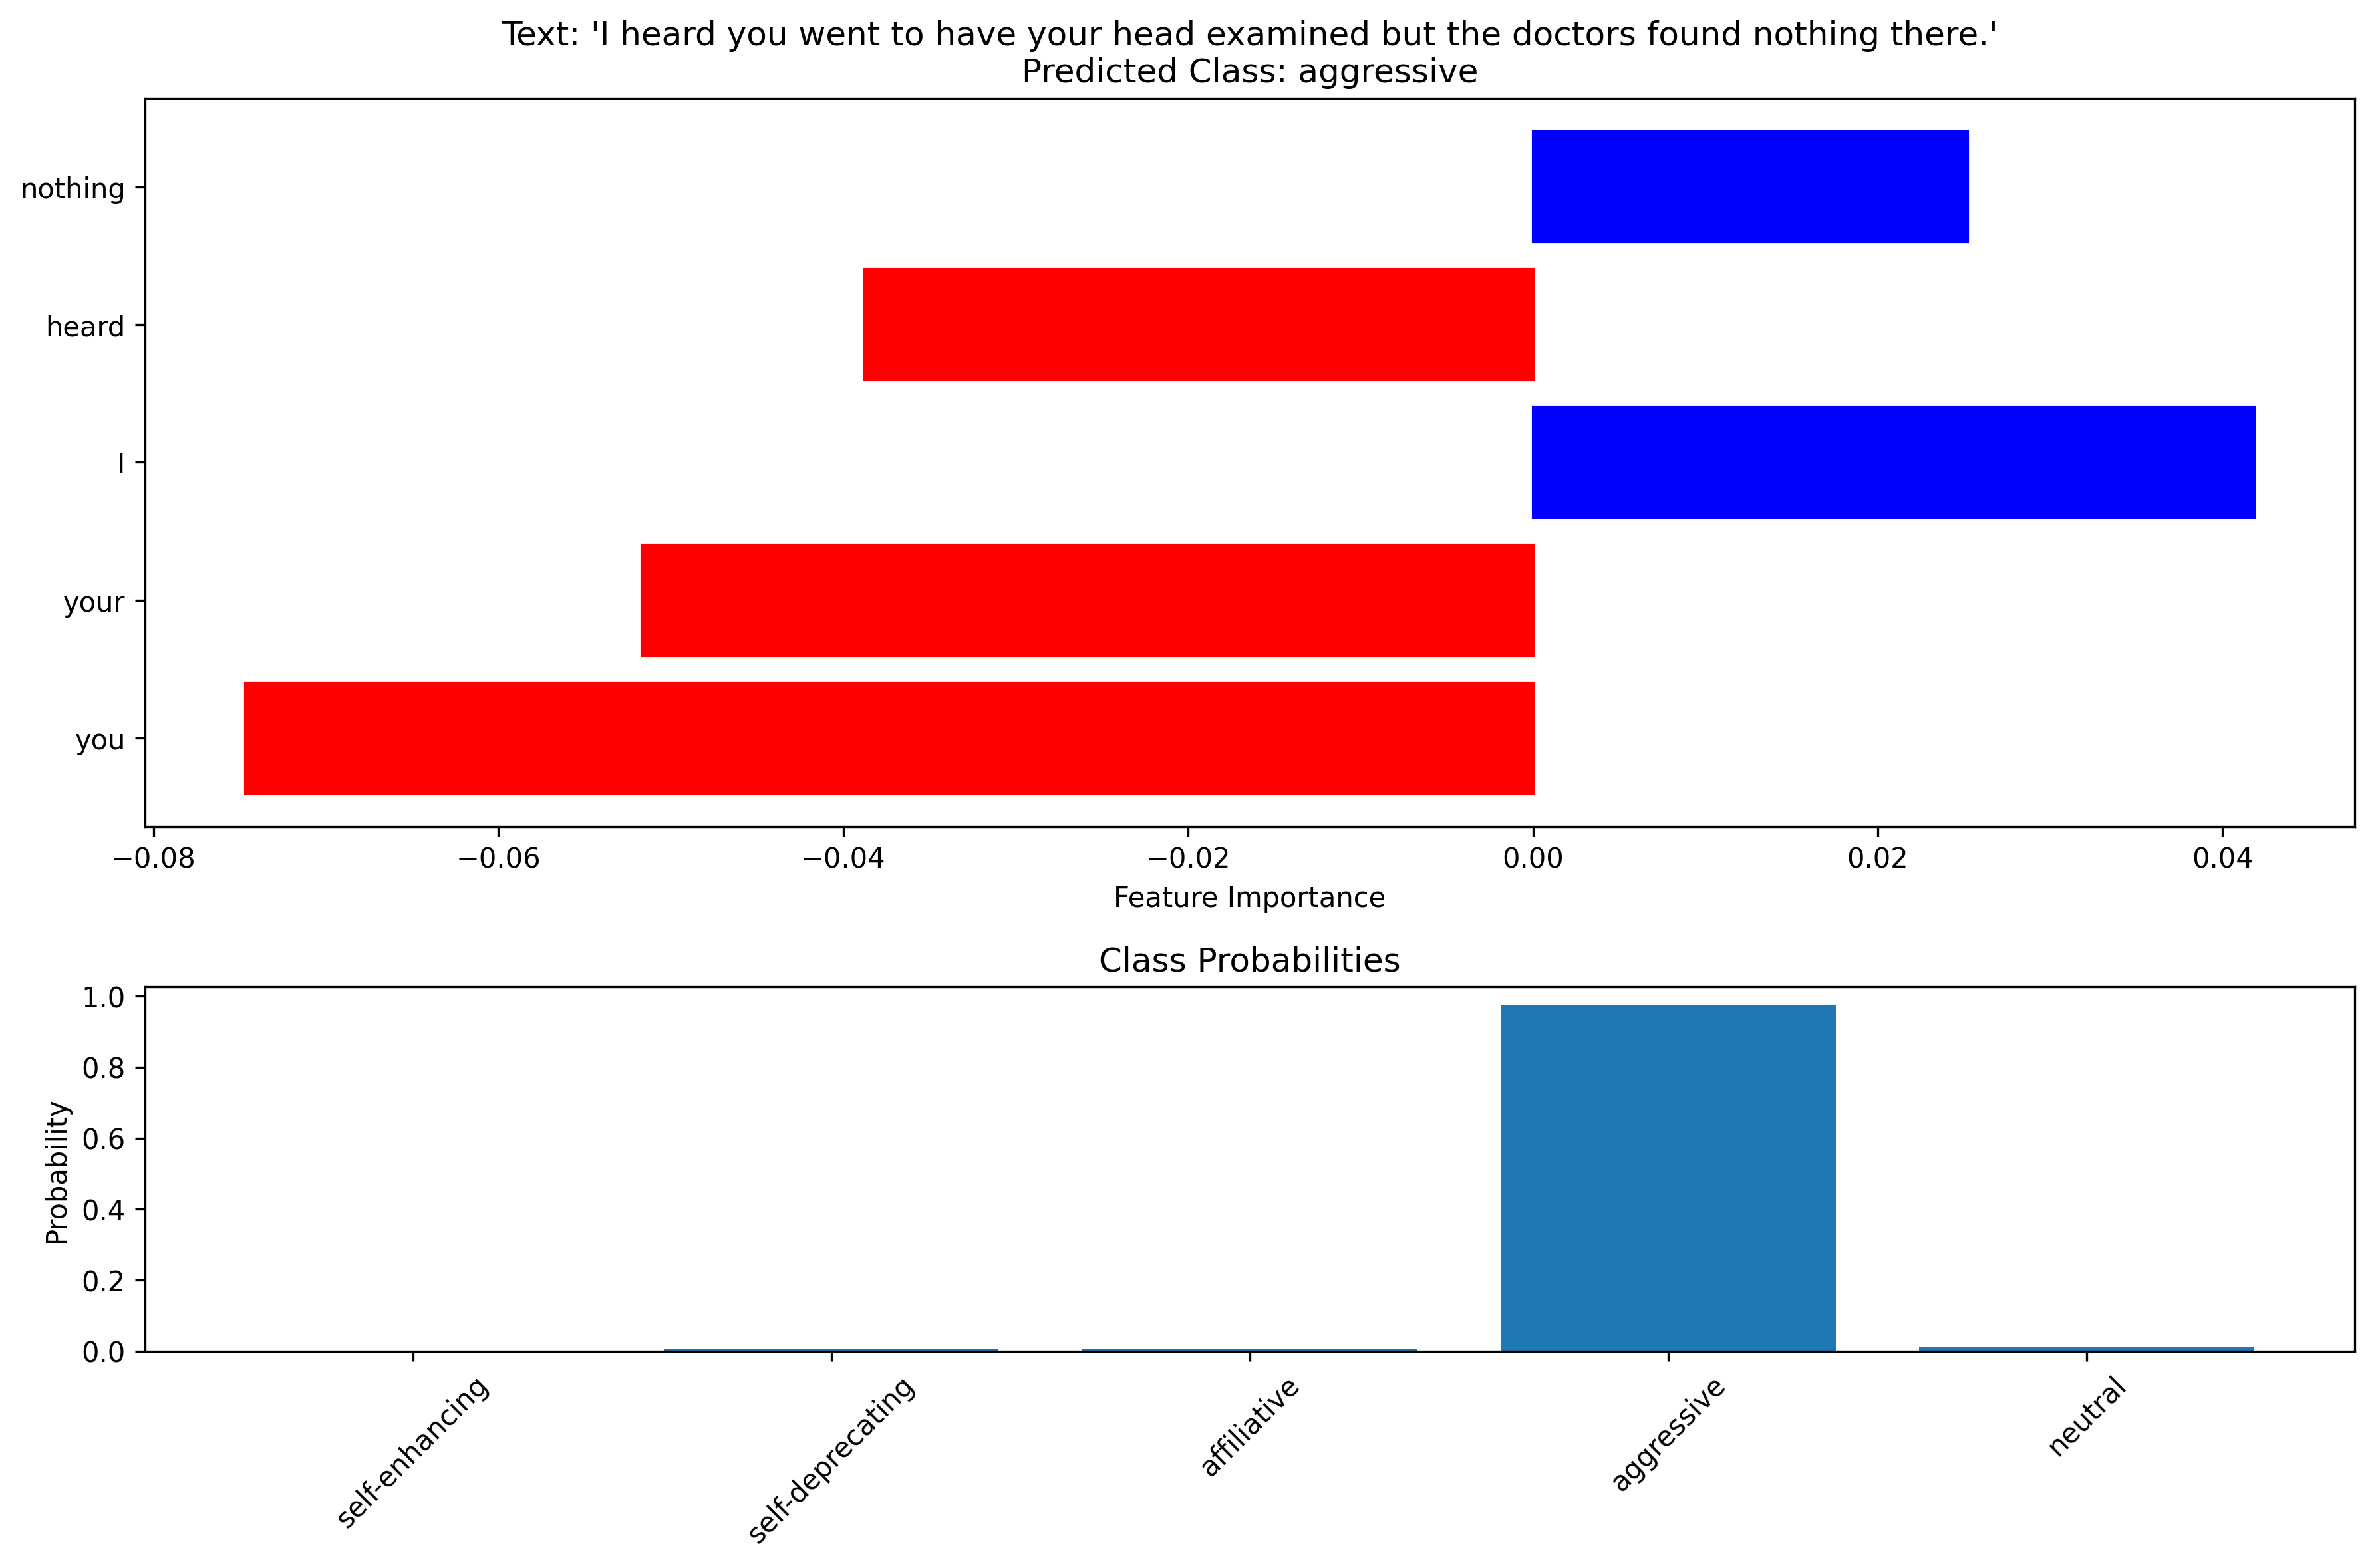 Text: 'I heard you went to have your head examined but the doctors found nothing there.'
Predicted Class: aggressive
nothing
heard
I
your
you
−0.08 −0.06 −0.04 −0.02 0.00 0.02 0.04
Feature Importance
Class Probabilities
1.0
0.8
0.6
0.4
0.2
0.0
Probability
self-enhancing self-deprecating affiliative aggressive neutral